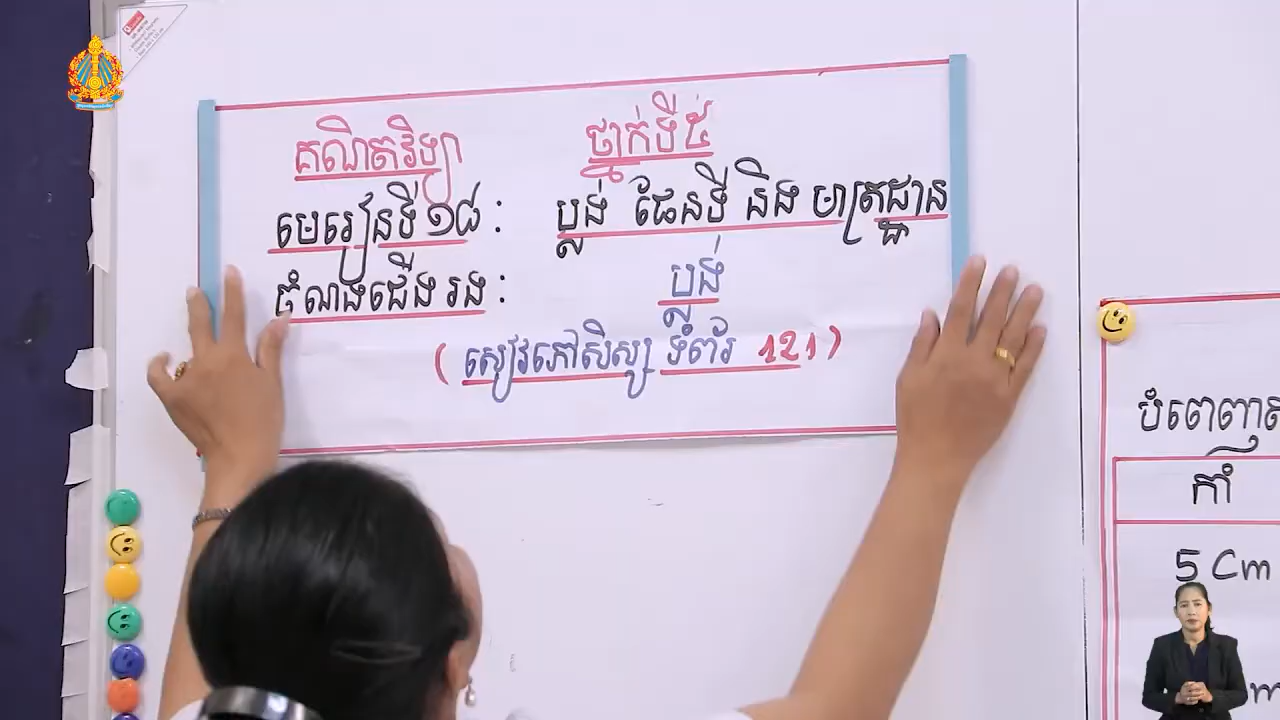 គណិតវិទ្យា ថ្នាក់ទី៥
មេរៀនទី១៨ : ប្លង់ ផែនទី និង មាត្រដ្ឋាន
ចំណងជើង រង : ប្លង់
( សៀវភៅសិស្ស ទំព័រ 121 )
បំពេញ
កាំ
5 Cm
m